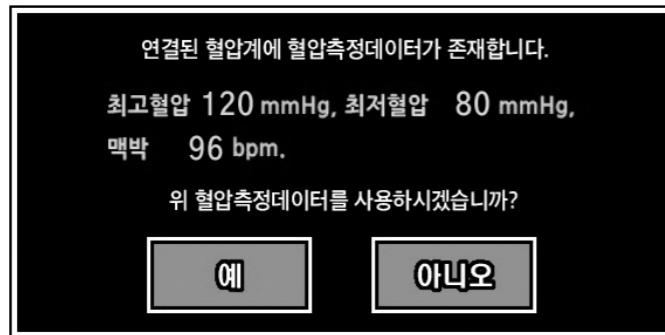 연결된 혈압계에 혈압측정데이터가 존재합니다.
최고혈압 120 mmHg, 최저혈압 80 mmHg,
맥박 96 bpm.
위 혈압측정데이터를 사용하시겠습니까?
예 아니오